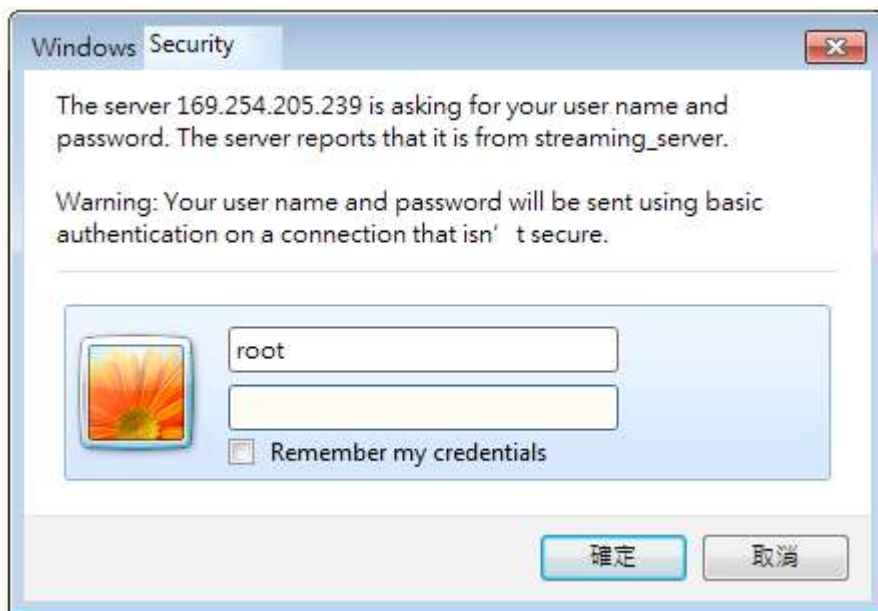 Windows Security
The server 169.254.205.239 is asking for your user name and
password. The server reports that it is from streaming_server.
Warning: Your user name and password will be sent using basic
authentication on a connection that isn’ t secure.
root
Remember my credentials
確定 取消